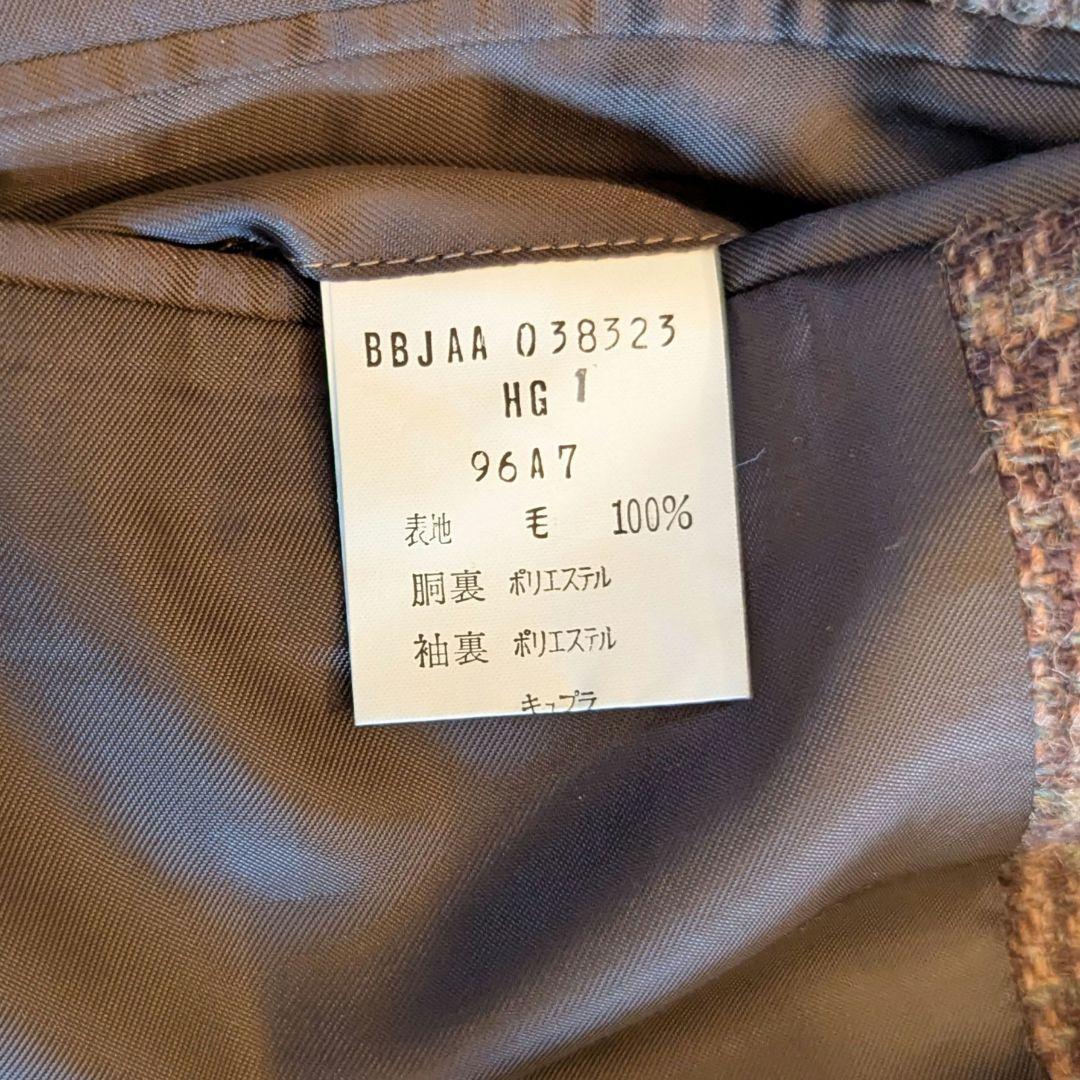 BBJAA 038323
HG 1
96A7
表地 毛 100%
胴裏 ポリエステル
袖裏 ポリエステル
キュプラ